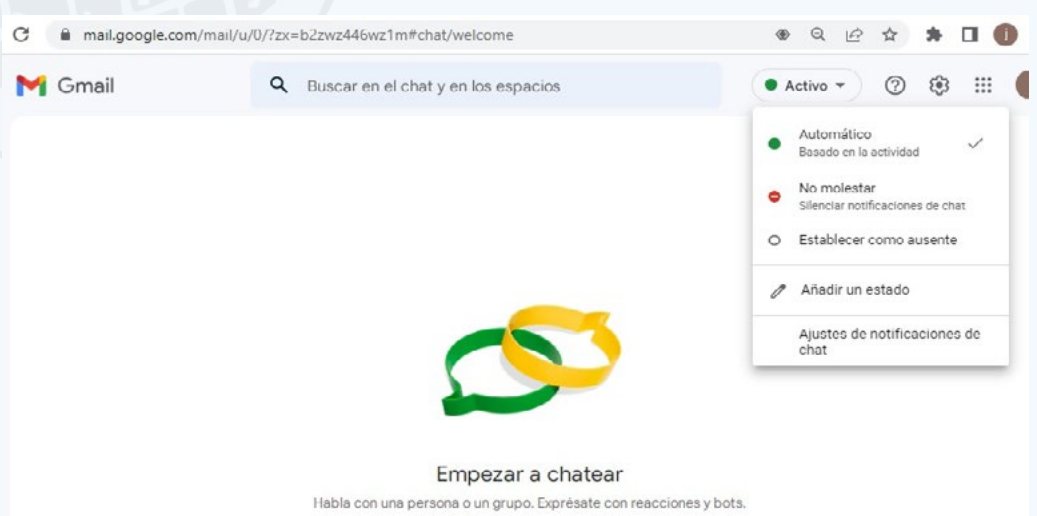 mail.google.com/mail/u/0/?zx=b2zwz446wz1m#chat/welcome
Gmail
Buscar en el chat y en los espacios
Activo
Automático
Basado en la actividad
No molestar
Silenciar notificaciones de chat
Establecer como ausente
Añadir un estado
Ajustes de notificaciones de
chat
Empezar a chatear
Habla con una persona o un grupo. Exprésate con reacciones y bots.